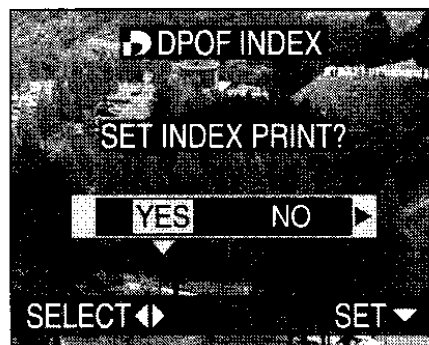 DPOF INDEX
SET INDEX PRINT?
YES NO
SELECT SET